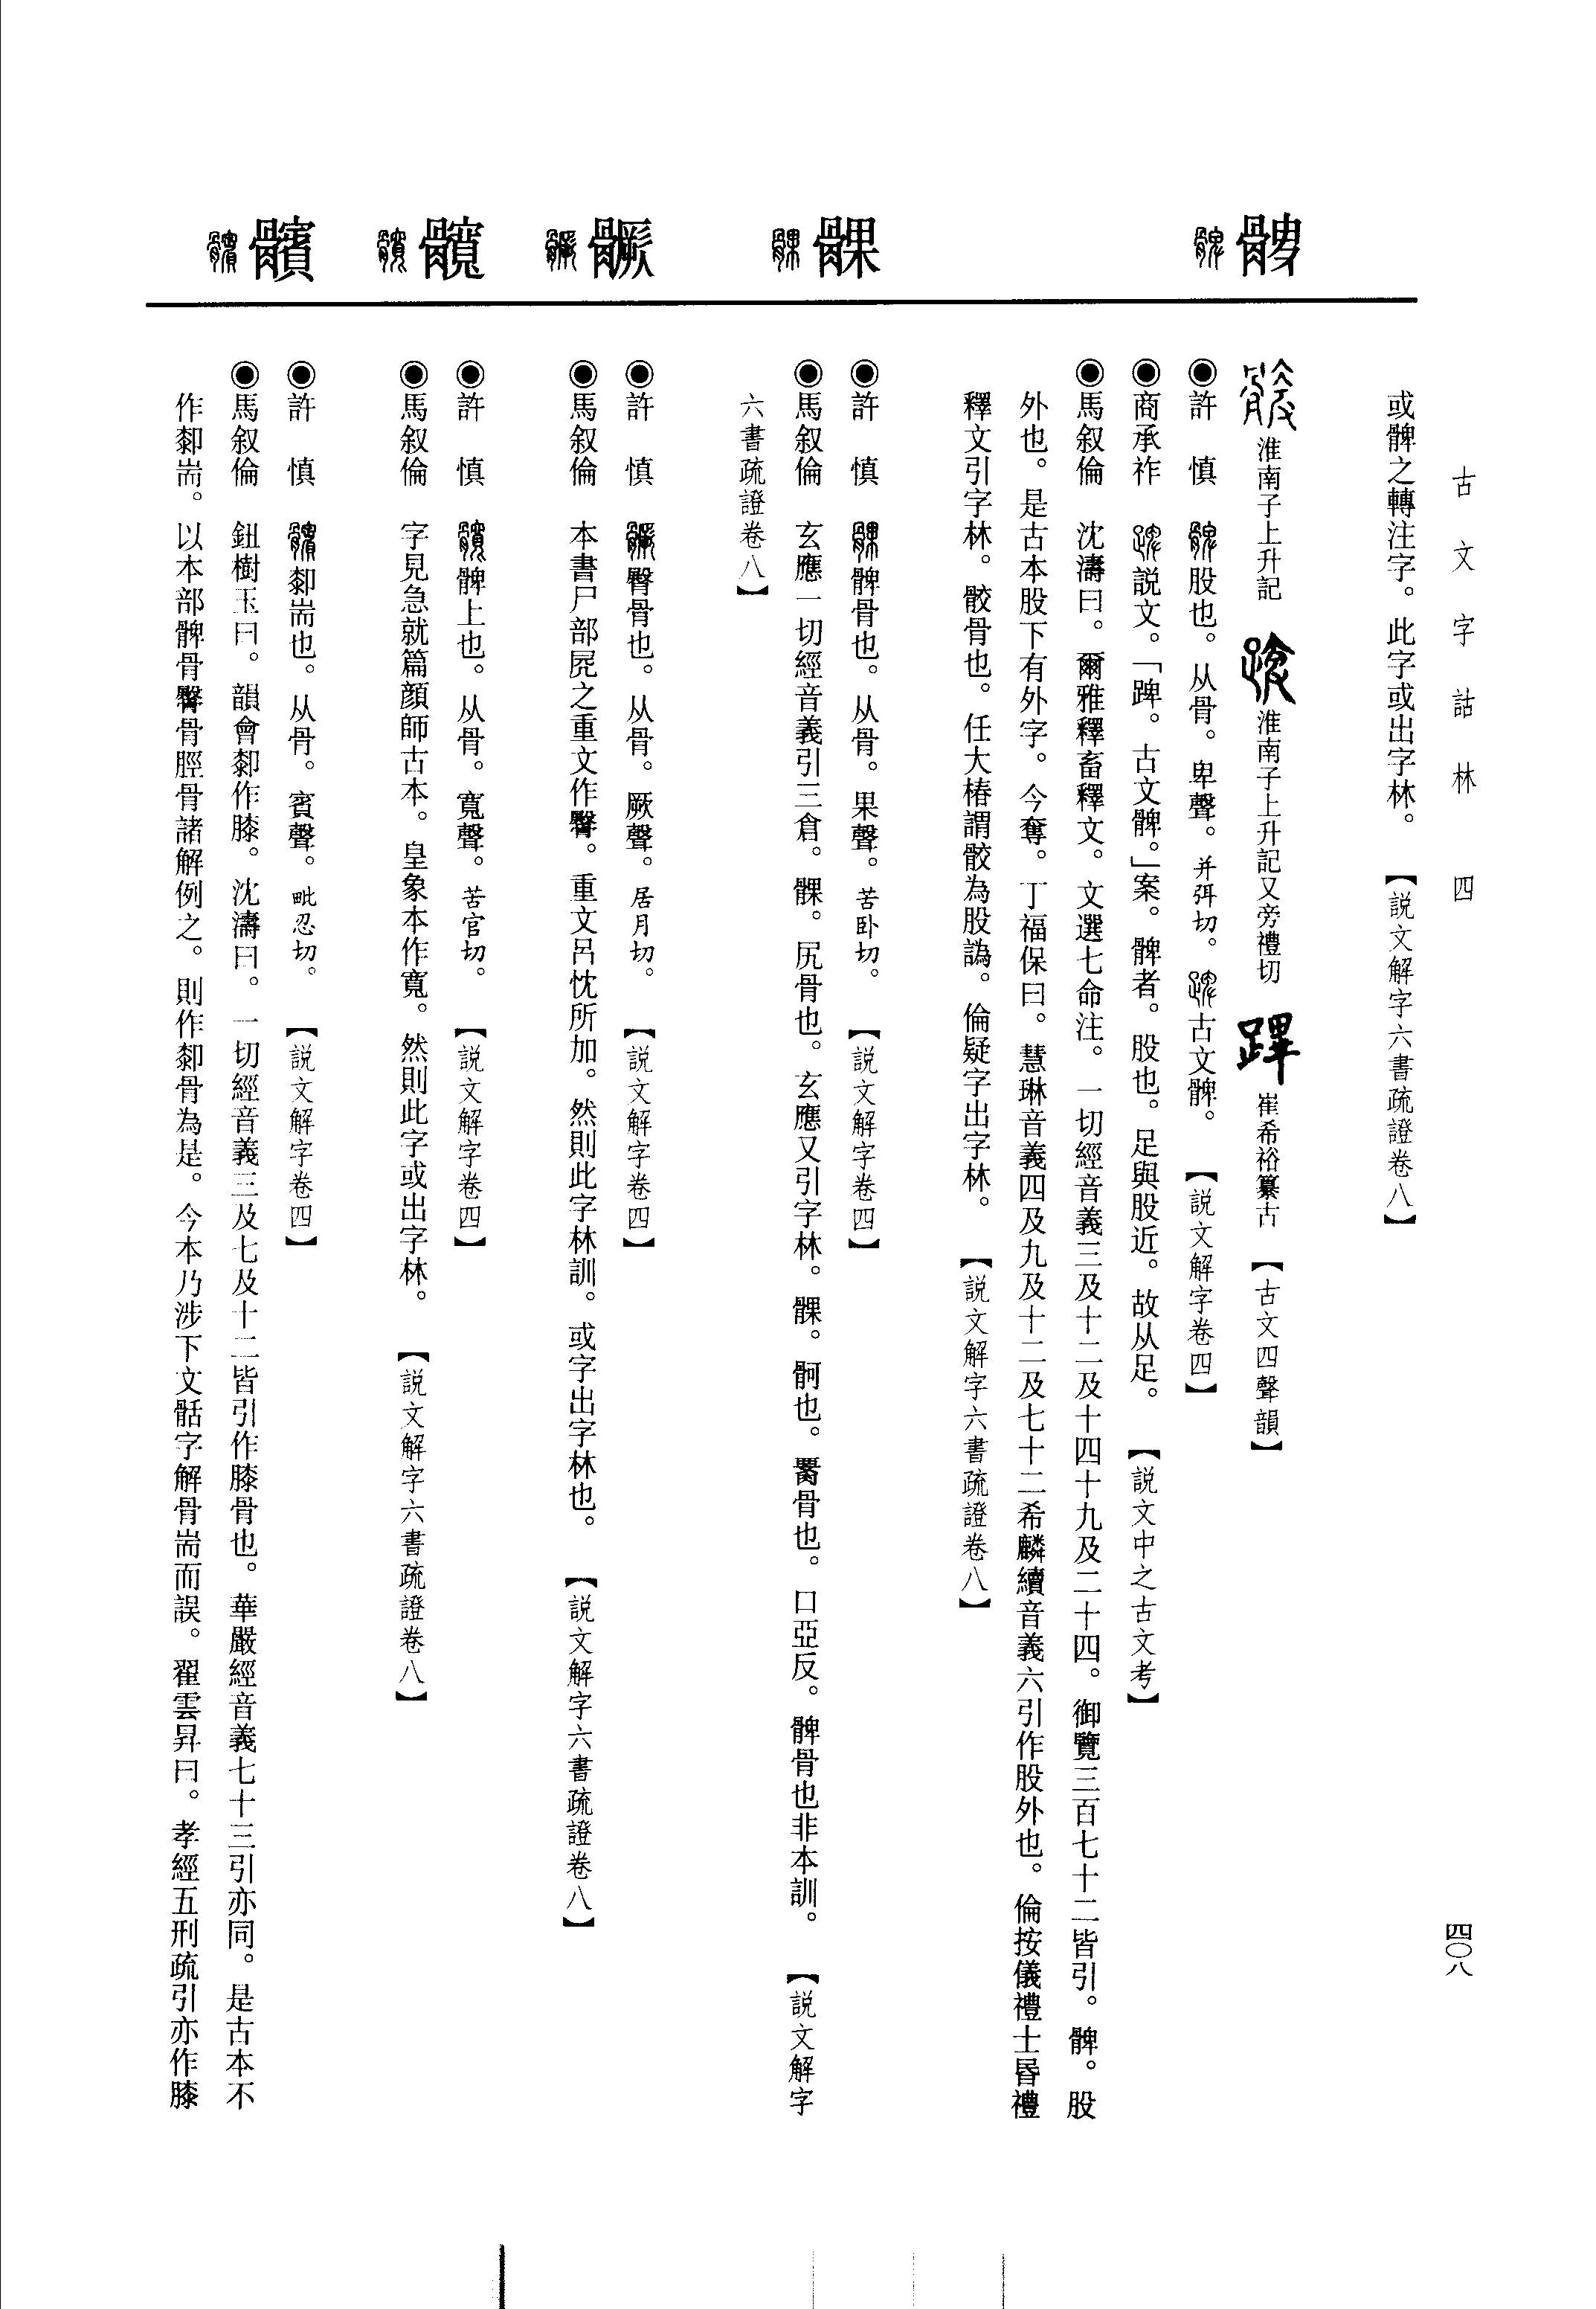 古文字詁林 四
四〇八
或髀之轉注字。此字或出字林。 【説文解字六書疏證卷八】
髀
淮南子上升記 淮南子上升記又旁禮切 崔希裕纂古 【古文四聲韻】
◉許 慎 股也。从骨。卑聲。并弭切。 古文髀。 【説文解字卷四】
◉商承祚 説文。「踔。古文髀。」案。髀者。股也。足與股近。故从足。 【説文中之古文考】
◉馬叙倫 沈濤曰。爾雅釋畜釋文。文選七命注。一切經音義三及十二及十四十九及二十四。御覽三百七十二皆引。髀。股
外也。是古本股下有外字。今奪。丁福保曰。慧琳音義四及九及十二及七十二希麟續音義六引作股外也。倫按儀禮士昏禮
釋文引字林。骹骨也。任大椿謂骹為股譌。倫疑字出字林。 【説文解字六書疏證卷八】
髁
◉許 慎 髀骨也。从骨。果聲。苦卧切。 【説文解字卷四】
◉馬叙倫 玄應一切經音義引三倉。髁。尻骨也。玄應又引字林。髁。骬也。骨也。口亞反。髀骨也非本訓。 【説文解字
六書疏證卷八】
鱖
◉許 慎 臀骨也。从骨。厥聲。居月切。 【説文解字卷四】
◉馬叙倫 本書尸部㞘之重文作臀。重文呂忱所加。然則此字林訓。或字出字林也。 【説文解字六書疏證卷八】
髖
◉許 慎 髀上也。从骨。寬聲。苦官切。 【説文解字卷四】
◉馬叙倫 字見急就篇顔師古本。皇象本作寬。然則此字或出字林。 【説文解字六書疏證卷八】
髕
◉許 慎 厀耑也。从骨。賓聲。毗忍切。 【説文解字卷四】
◉馬叙倫 鈕樹玉曰。韻會厀作膝。沈濤曰。一切經音義三及七及十二皆引作膝骨也。華嚴經音義七十三引亦同。是古本不
作厀耑。以本部髀骨臀骨脛骨諸解例之。則作厀骨為是。今本乃涉下文骺字解骨耑而誤。翟雲昇曰。孝經五刑疏引亦作膝